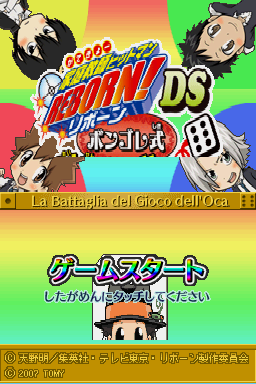 家庭教師ヒットマン
REBORN! DS
リボーン
ボンゴレ式
La Battaglia del Gioco dell'Oca
ゲームスタート
したがめんにタッチしてください
© 天野明/集英社・テレビ東京・リボーン製作委員会
© 2007 TOMY